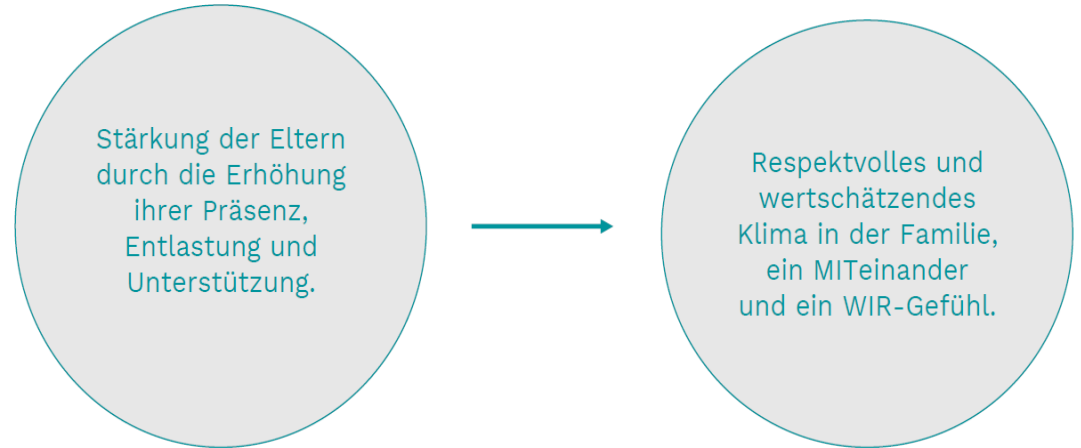 Stärkung der Eltern
durch die Erhöhung
ihrer Präsenz,
Entlastung und
Unterstützung.
Respektvolles und
wertschätzendes
Klima in der Familie,
ein MITeinander
und ein WIR-Gefühl.